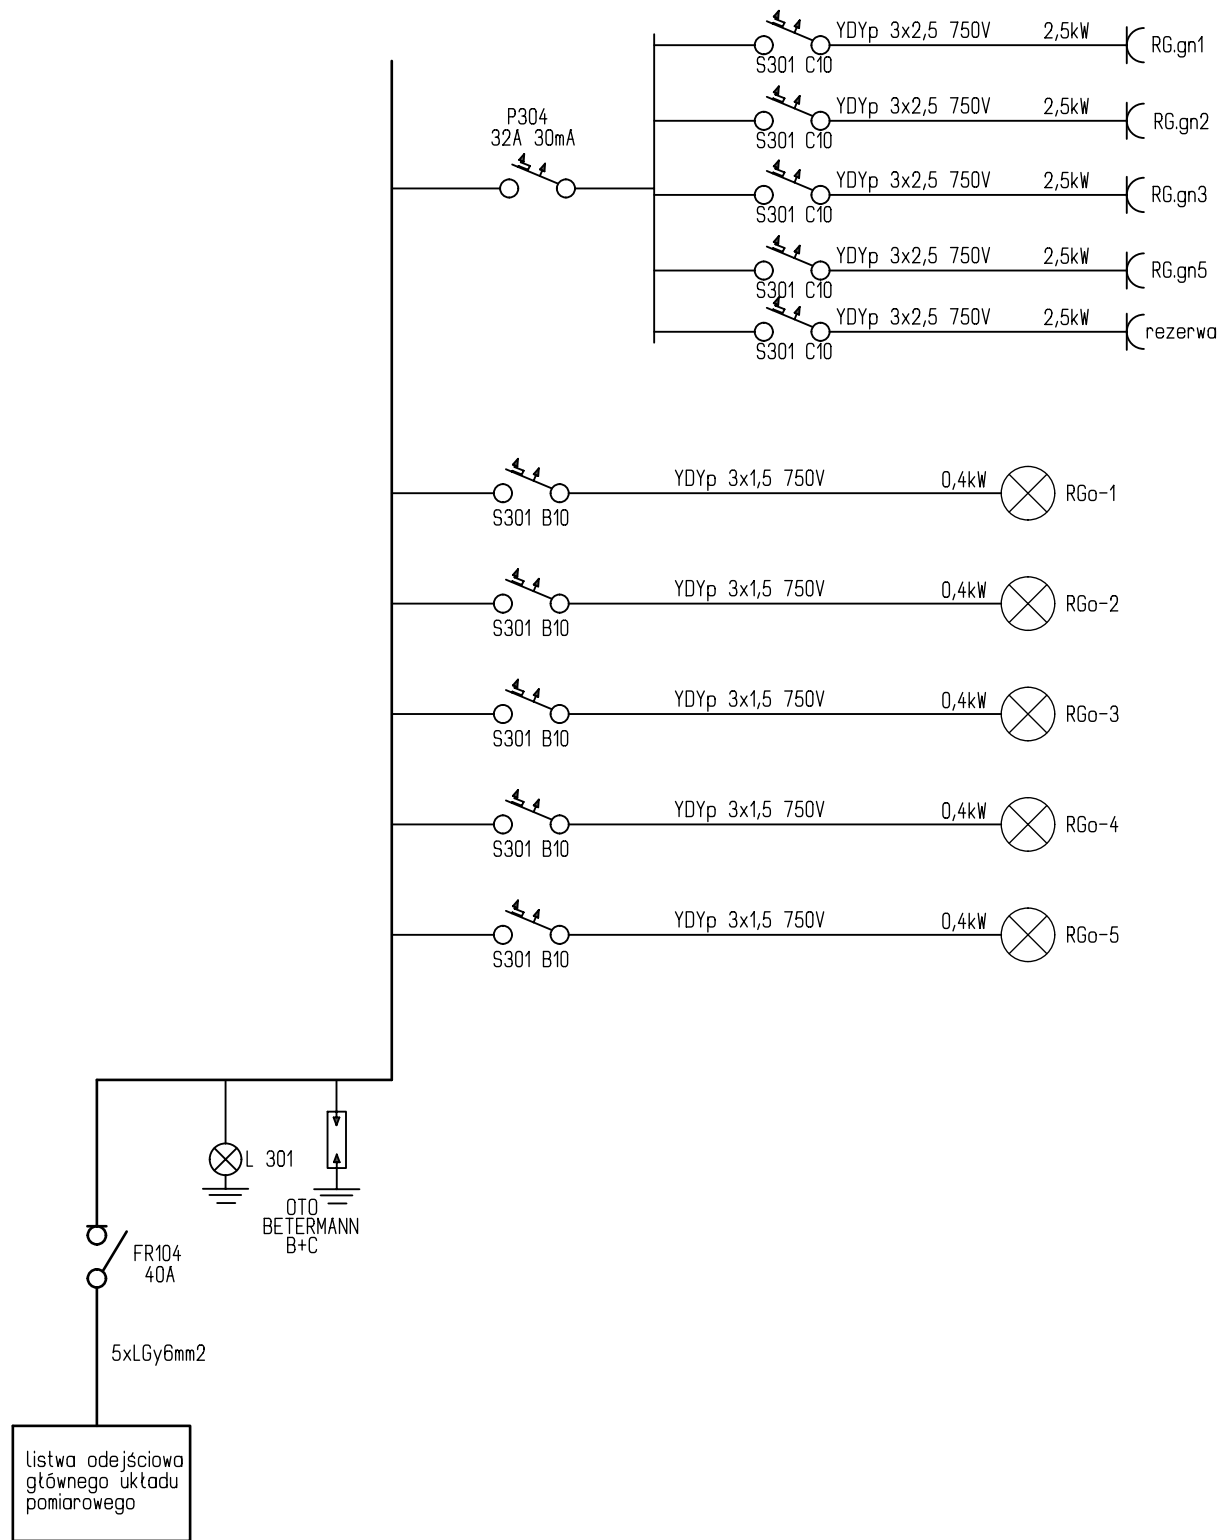 YDYp 3x2,5 750V 2,5kW RG.gn1
S301 C10
P304
32A 30mA
YDYp 3x2,5 750V 2,5kW RG.gn2
S301 C10
YDYp 3x2,5 750V 2,5kW RG.gn3
S301 C10
YDYp 3x2,5 750V 2,5kW RG.gn5
S301 C10
YDYp 3x2,5 750V 2,5kW rezerwa
S301 C10
YDYp 3x1,5 750V 0,4kW RGo-1
S301 B10
YDYp 3x1,5 750V 0,4kW RGo-2
S301 B10
YDYp 3x1,5 750V 0,4kW RGo-3
S301 B10
YDYp 3x1,5 750V 0,4kW RGo-4
S301 B10
YDYp 3x1,5 750V 0,4kW RGo-5
S301 B10
L 301
OTO
BETERMANN
B+C
FR104
40A
5xLGy6mm2
listwa odejściowa
głównego układu
pomiarowego